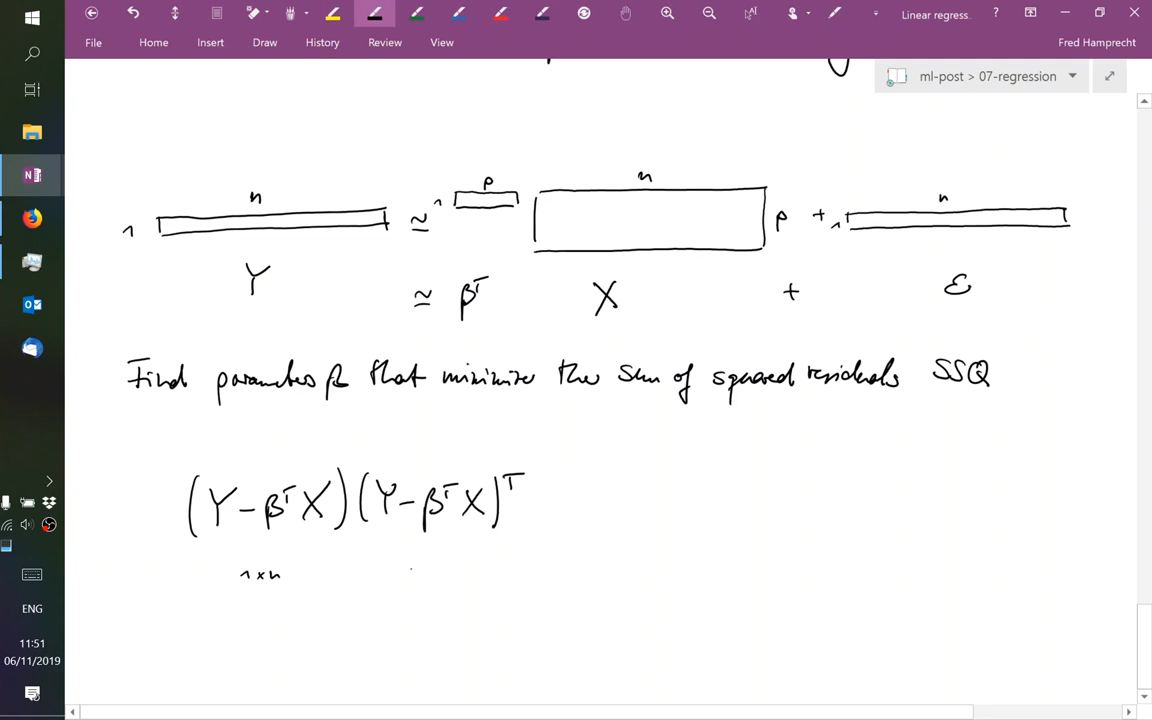 Linear regress...
File Home Insert Draw History Review View Fred Hamprecht
ml-post > 07-regression
n p n n
1 ≃ 1 p + 1
Y ≃ βᵀ X + ε
Find parameters β that minimize the sum of squared residuals SSQ
(Y-βᵀX)(Y-βᵀX)ᵀ
1×n
ENG
11:51
06/11/2019